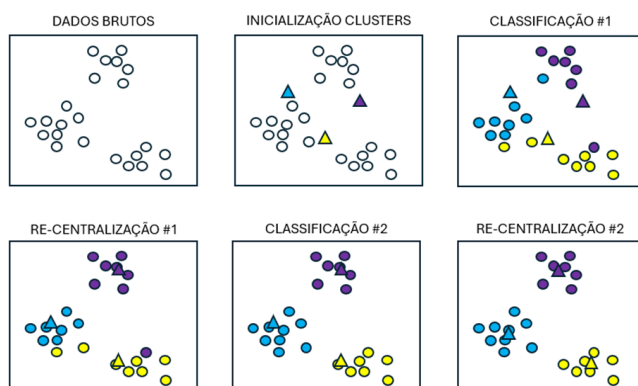 DADOS BRUTOS
INICIALIZAÇÃO CLUSTERS
CLASSIFICAÇÃO #1
RE-CENTRALIZAÇÃO #1
CLASSIFICAÇÃO #2
RE-CENTRALIZAÇÃO #2